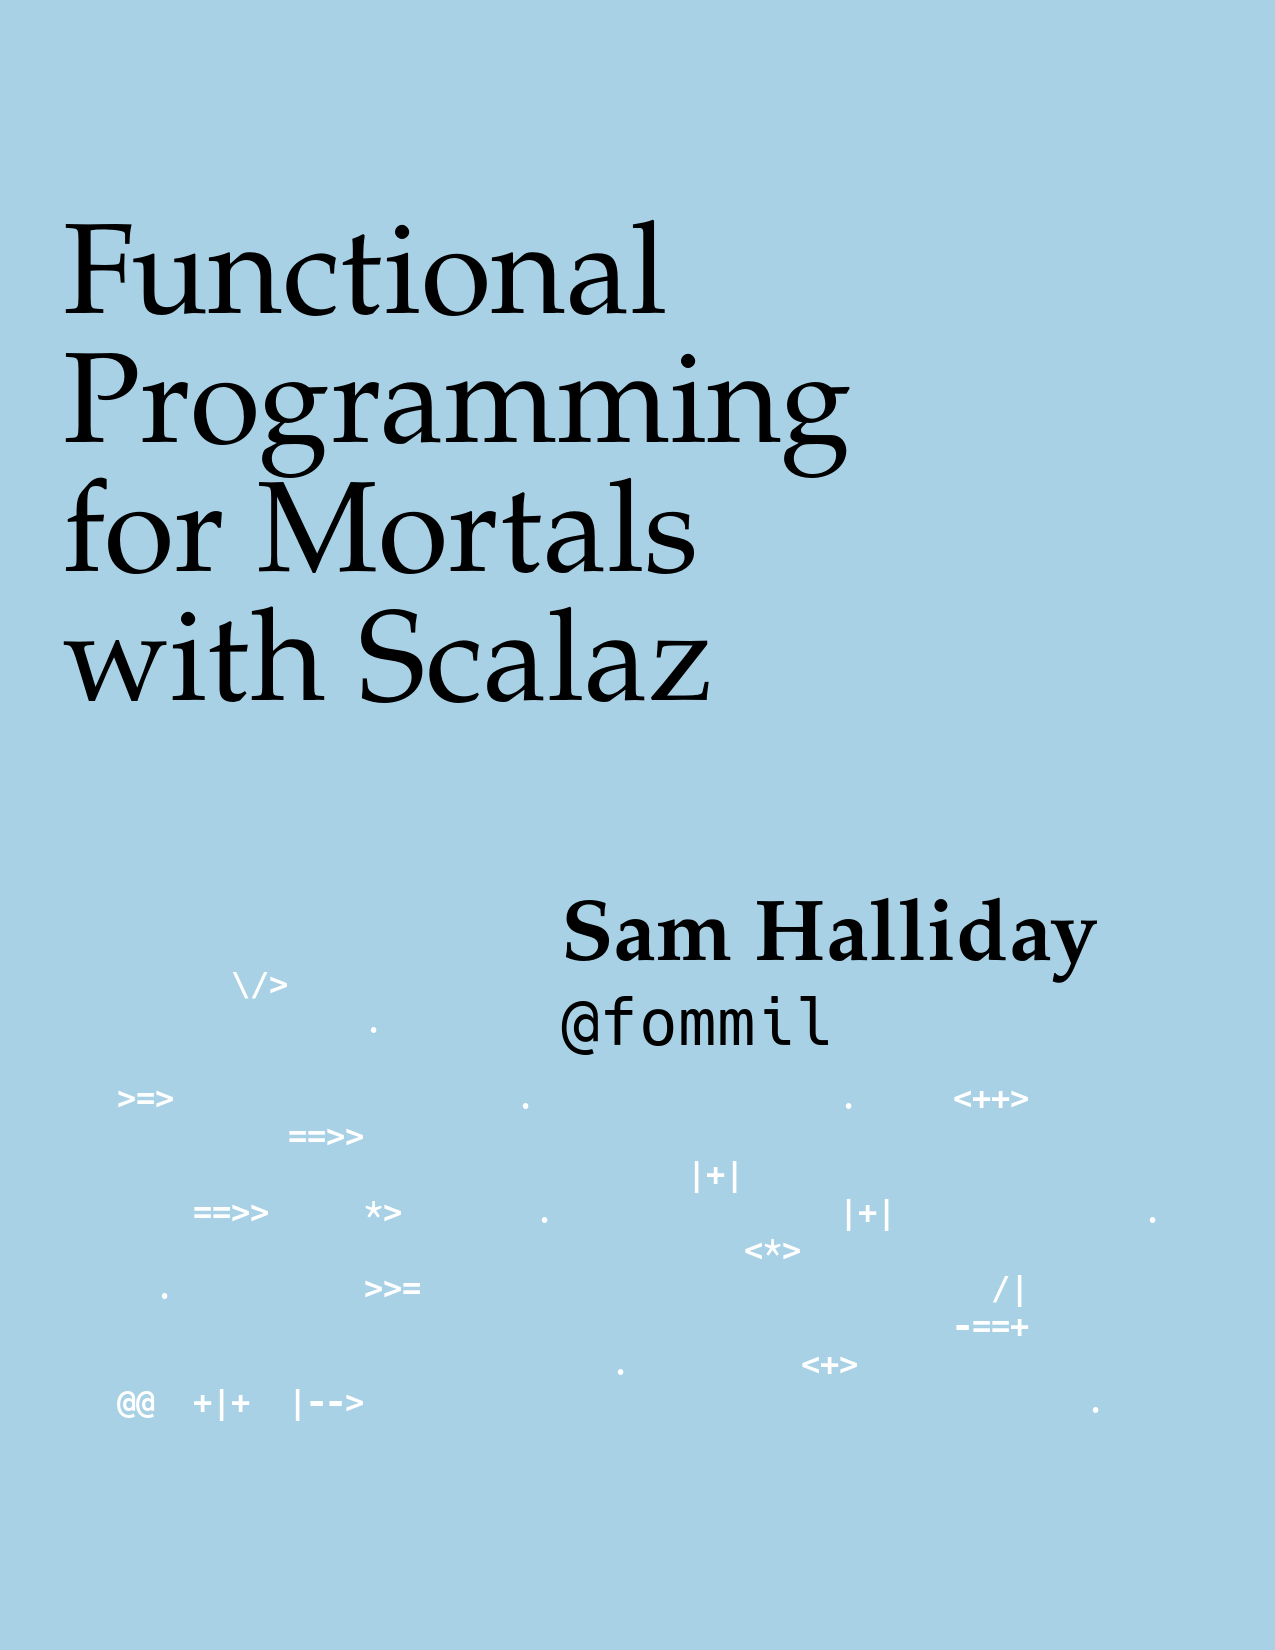 Functional
Programming
for Mortals
with Scalaz
Sam Halliday
\/>
@fommil
.
>=> . . <++>
==>>
|+|
==>> *> . |+| .
<*>
. >>= /|
-==+
. <+>
@@ +|+ |--> .